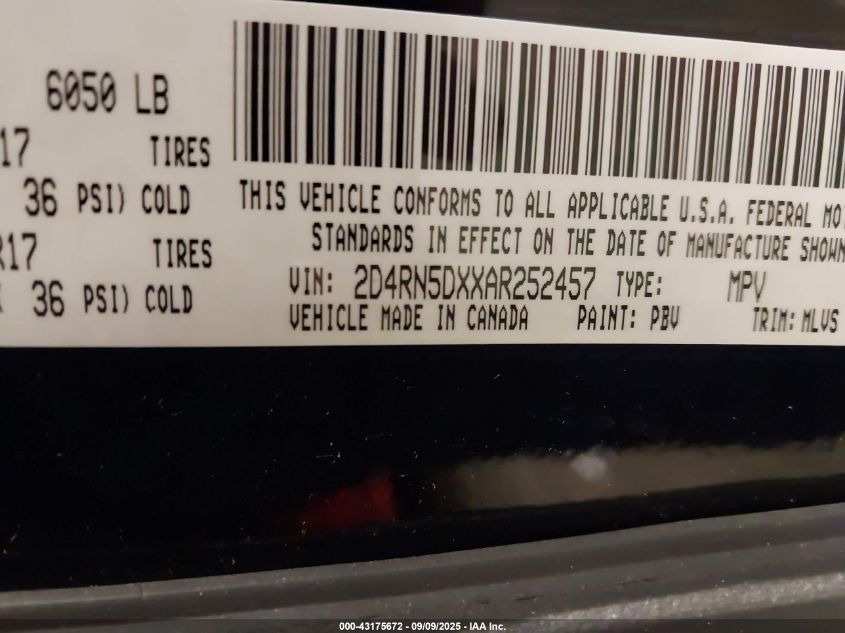 6050 LB
17 TIRES
36 PSI) COLD
R17 TIRES
36 PSI) COLD
THIS VEHICLE CONFORMS TO ALL APPLICABLE U.S.A. FEDERAL MOT
STANDARDS IN EFFECT ON THE DATE OF MANUFACTURE SHOWN
VIN: 2D4RN5DXXAR252457 TYPE: MPV
VEHICLE MADE IN CANADA PAINT: PBV TRIM: MLVS
000-43175672 - 09/09/2025 - IAA Inc.